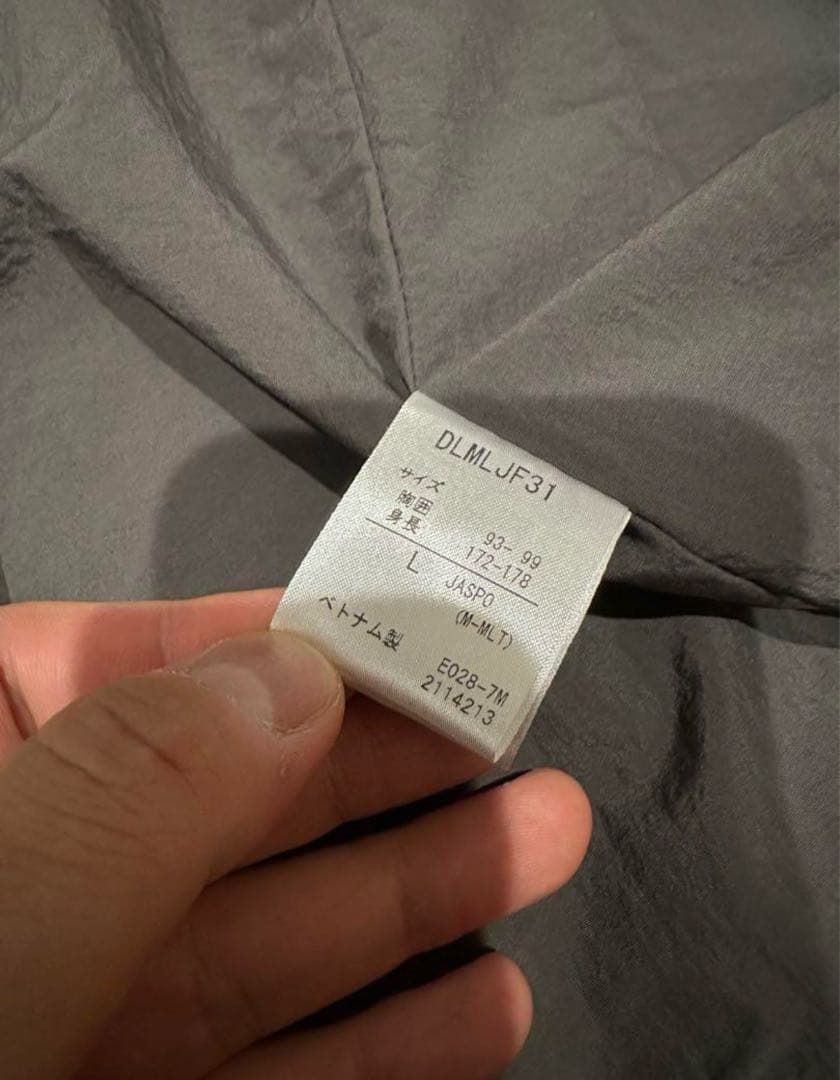 DLMLJF31
サイズ
胸囲 93- 99
身長 172-178
L JASPO
(M-MLT)
ベトナム製
E028-7M
2114213